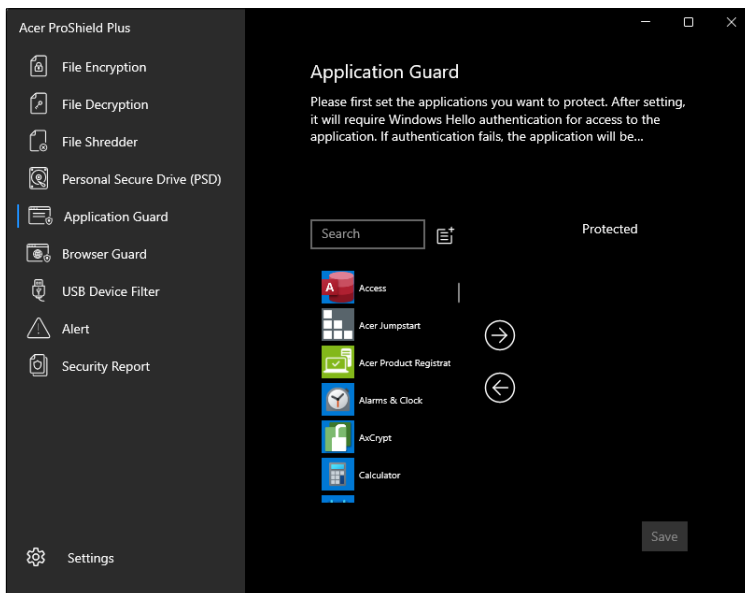 Acer ProShield Plus
File Encryption
File Decryption
File Shredder
Personal Secure Drive (PSD)
Application Guard
Browser Guard
USB Device Filter
Alert
Security Report
Settings
Application Guard
Please first set the applications you want to protect. After setting,
it will require Windows Hello authentication for access to the
application. If authentication fails, the application will be...
Search
Protected
A
Access
Acer Jumpstart
Acer Product Registrat
Alarms & Clock
AxCrypt
Calculator
Save